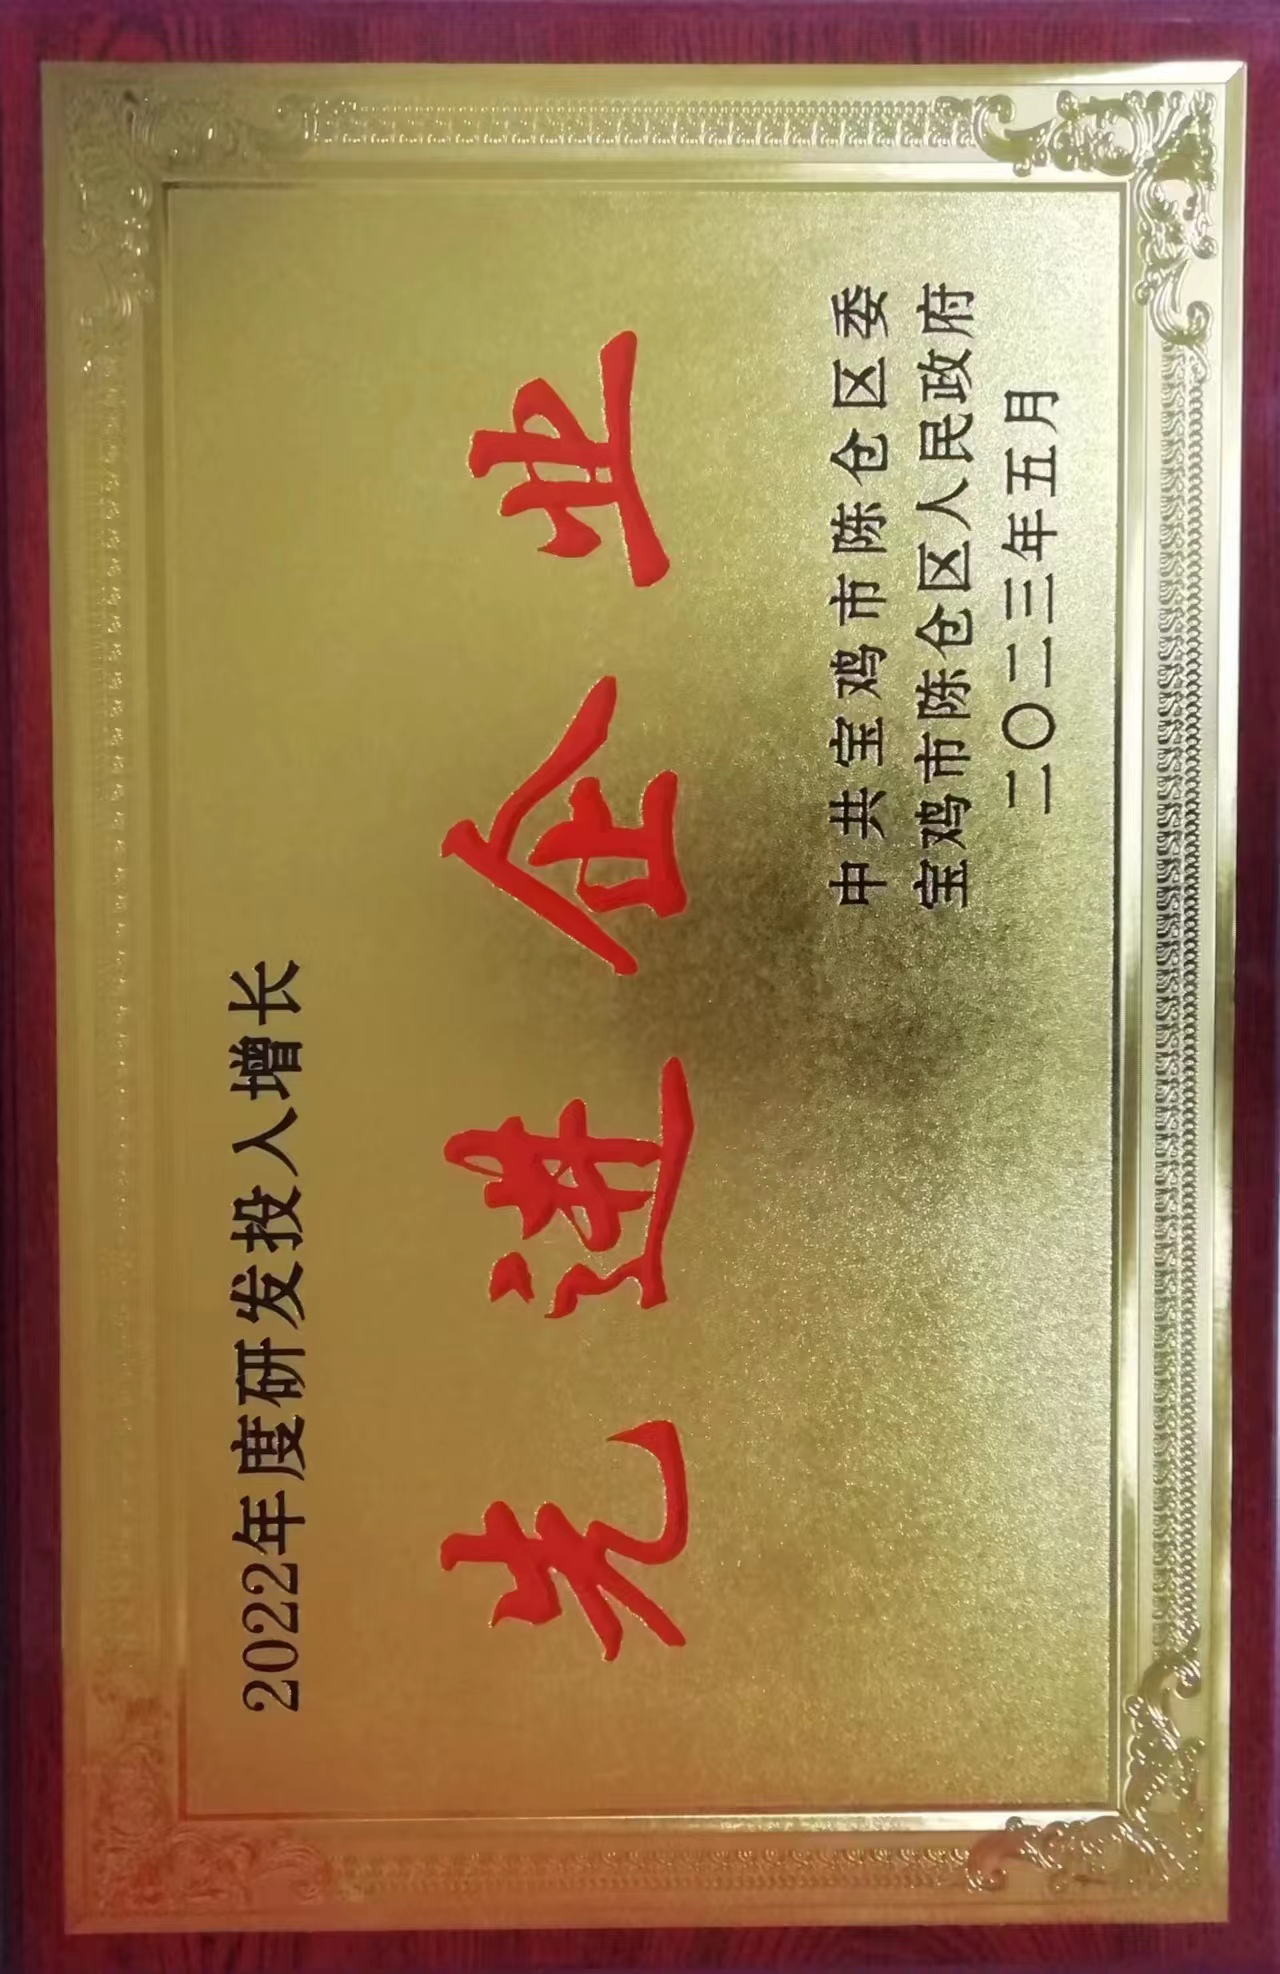 2022年度研发投入增长
先进企业
中共宝鸡市陈仓区委
宝鸡市陈仓区人民政府
二〇二三年五月